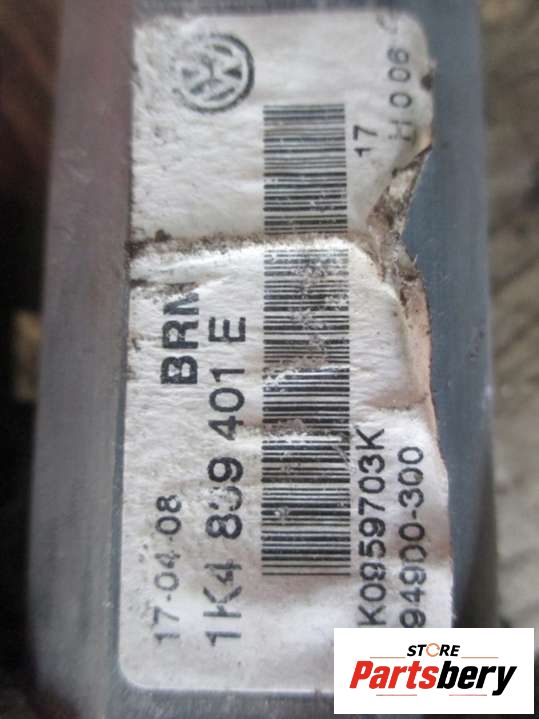 17-04-08
BRM
1K4 839 401 E
17
H 006
K0959703K
94900-300
STORE
Partsbery